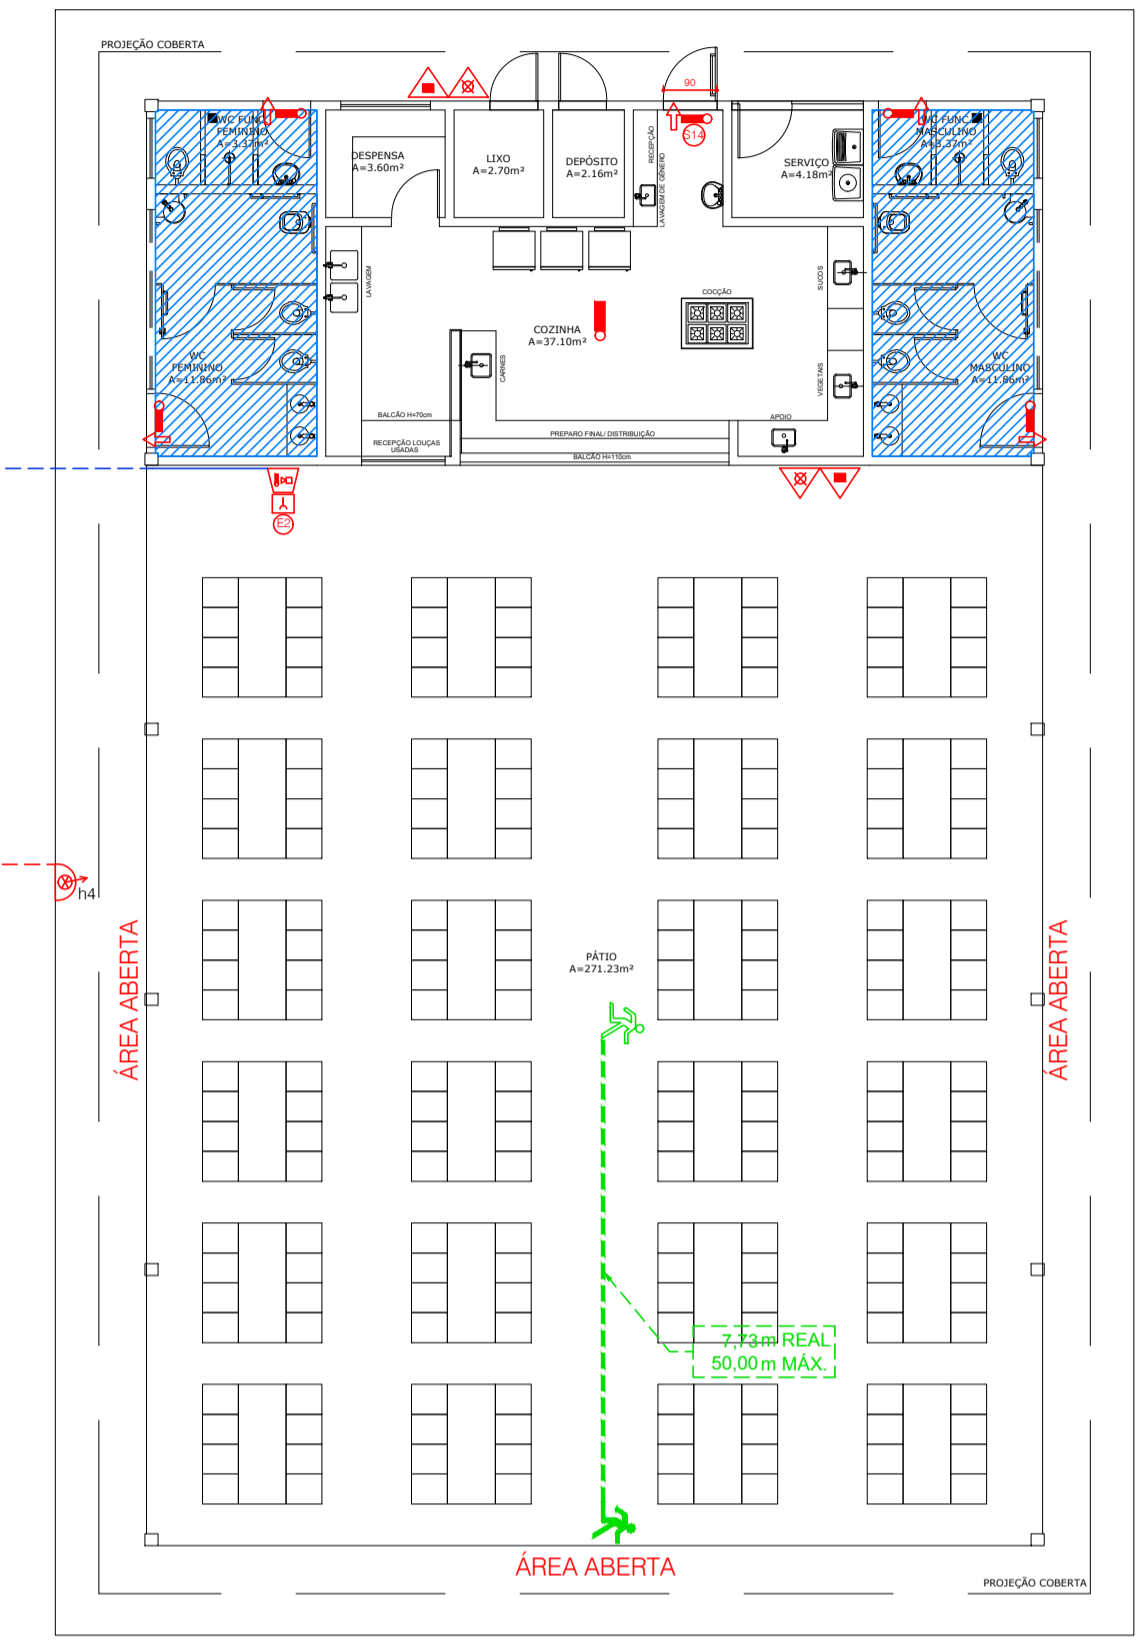 PROJEÇÃO COBERTA
90
S14
WC FUNC
FEMININO
A=3.37m²
DESPENSA
A=3.60m²
LIXO
A=2.70m²
DEPÓSITO
A=2.16m²
RECEPÇÃO
LAVAGEM DE GÊNERO
SERVIÇO
A=4.18m²
WC FUNC
MASCULINO
A=3.37m²
LAVAGEM
COCÇÃO
SUCOS
COZINHA
A=37.10m²
CARNES
VEGETAIS
WC
FEMININO
A=11.86m²
WC
MASCULINO
A=11.86m²
BALCÃO H=70cm
APOIO
RECEPÇÃO LOUÇAS
USADAS
PREPARO FINAL/ DISTRIBUIÇÃO
BALCÃO H=110cm
E2
h4
ÁREA ABERTA
PÁTIO
A=271.23m²
ÁREA ABERTA
7,73m REAL
50,00m MÁX.
ÁREA ABERTA
PROJEÇÃO COBERTA